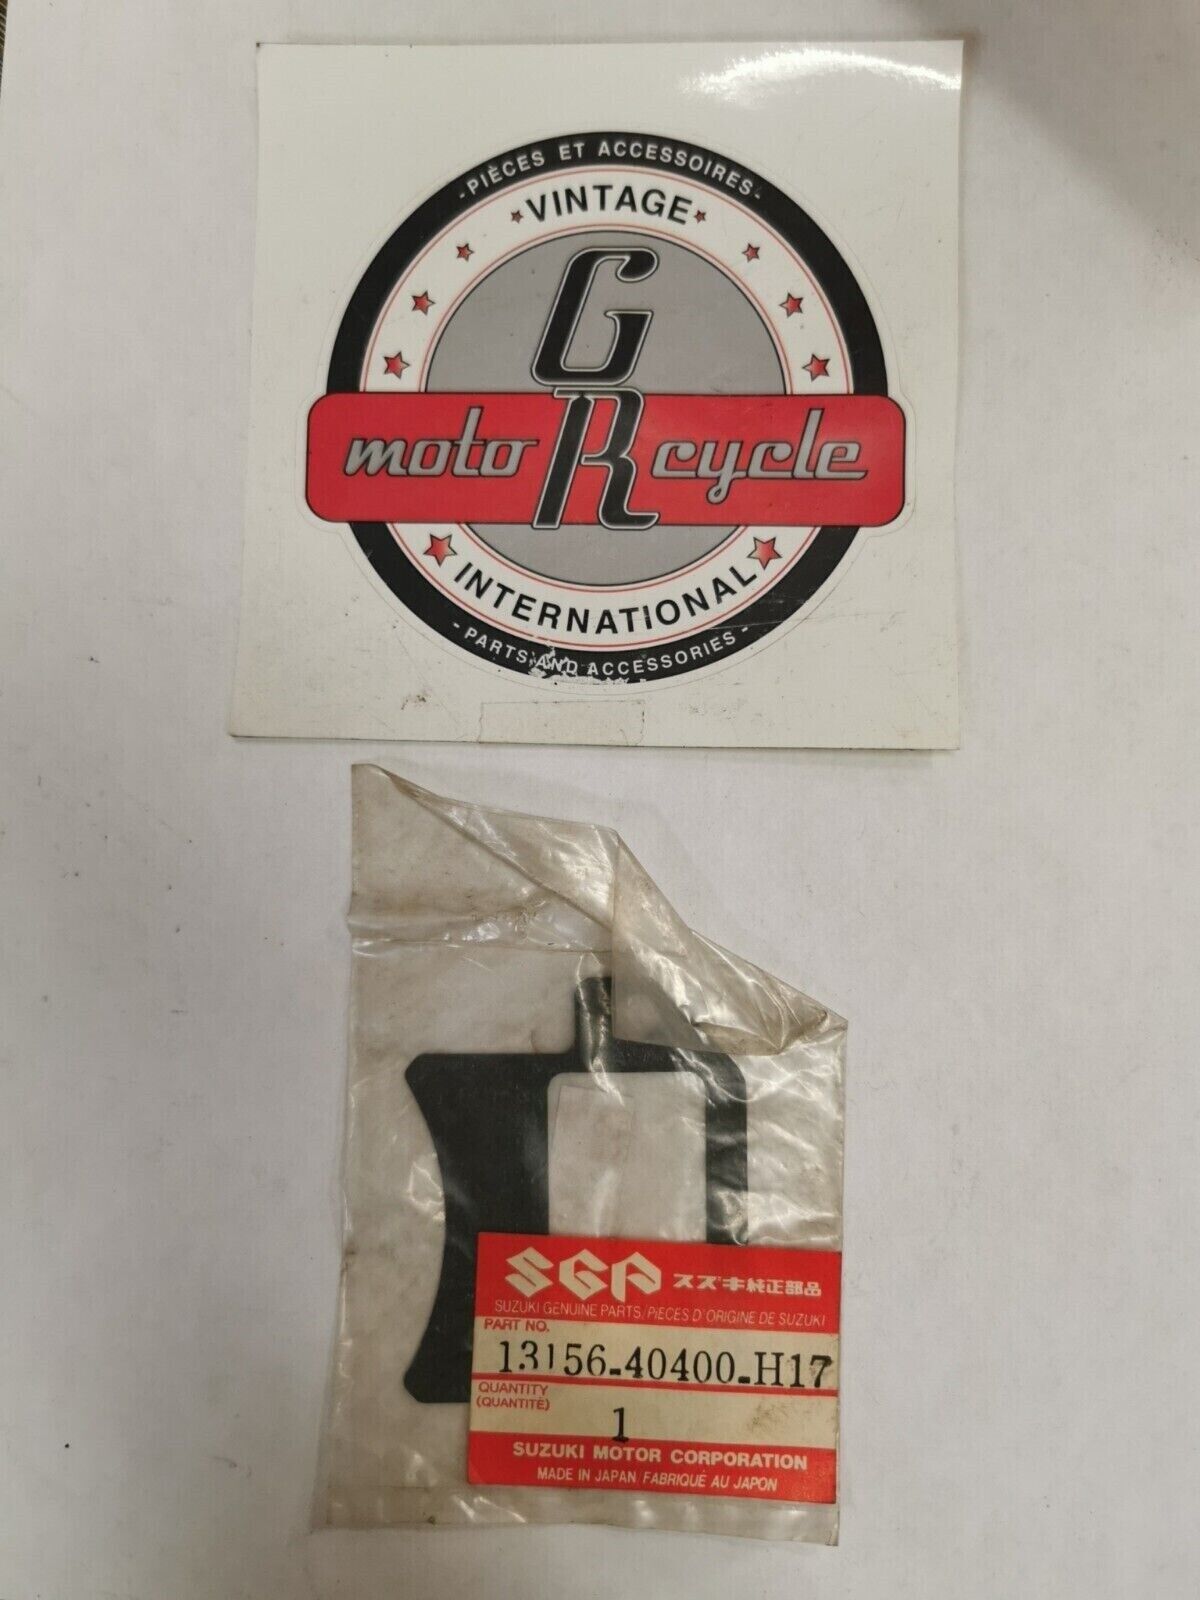 -PIÈCES ET ACCESSOIRES-
VINTAGE
G
moto R cycle
INTERNATIONAL
- PARTS AND ACCESSORIES -
SGP スズキ純正部品
SUZUKI GENUINE PARTS/PIÈCES D'ORIGINE DE SUZUKI
PART NO.
13156-40400-H17
QUANTITY
(QUANTITÉ)
1
SUZUKI MOTOR CORPORATION
MADE IN JAPAN FABRIQUÉ AU JAPON